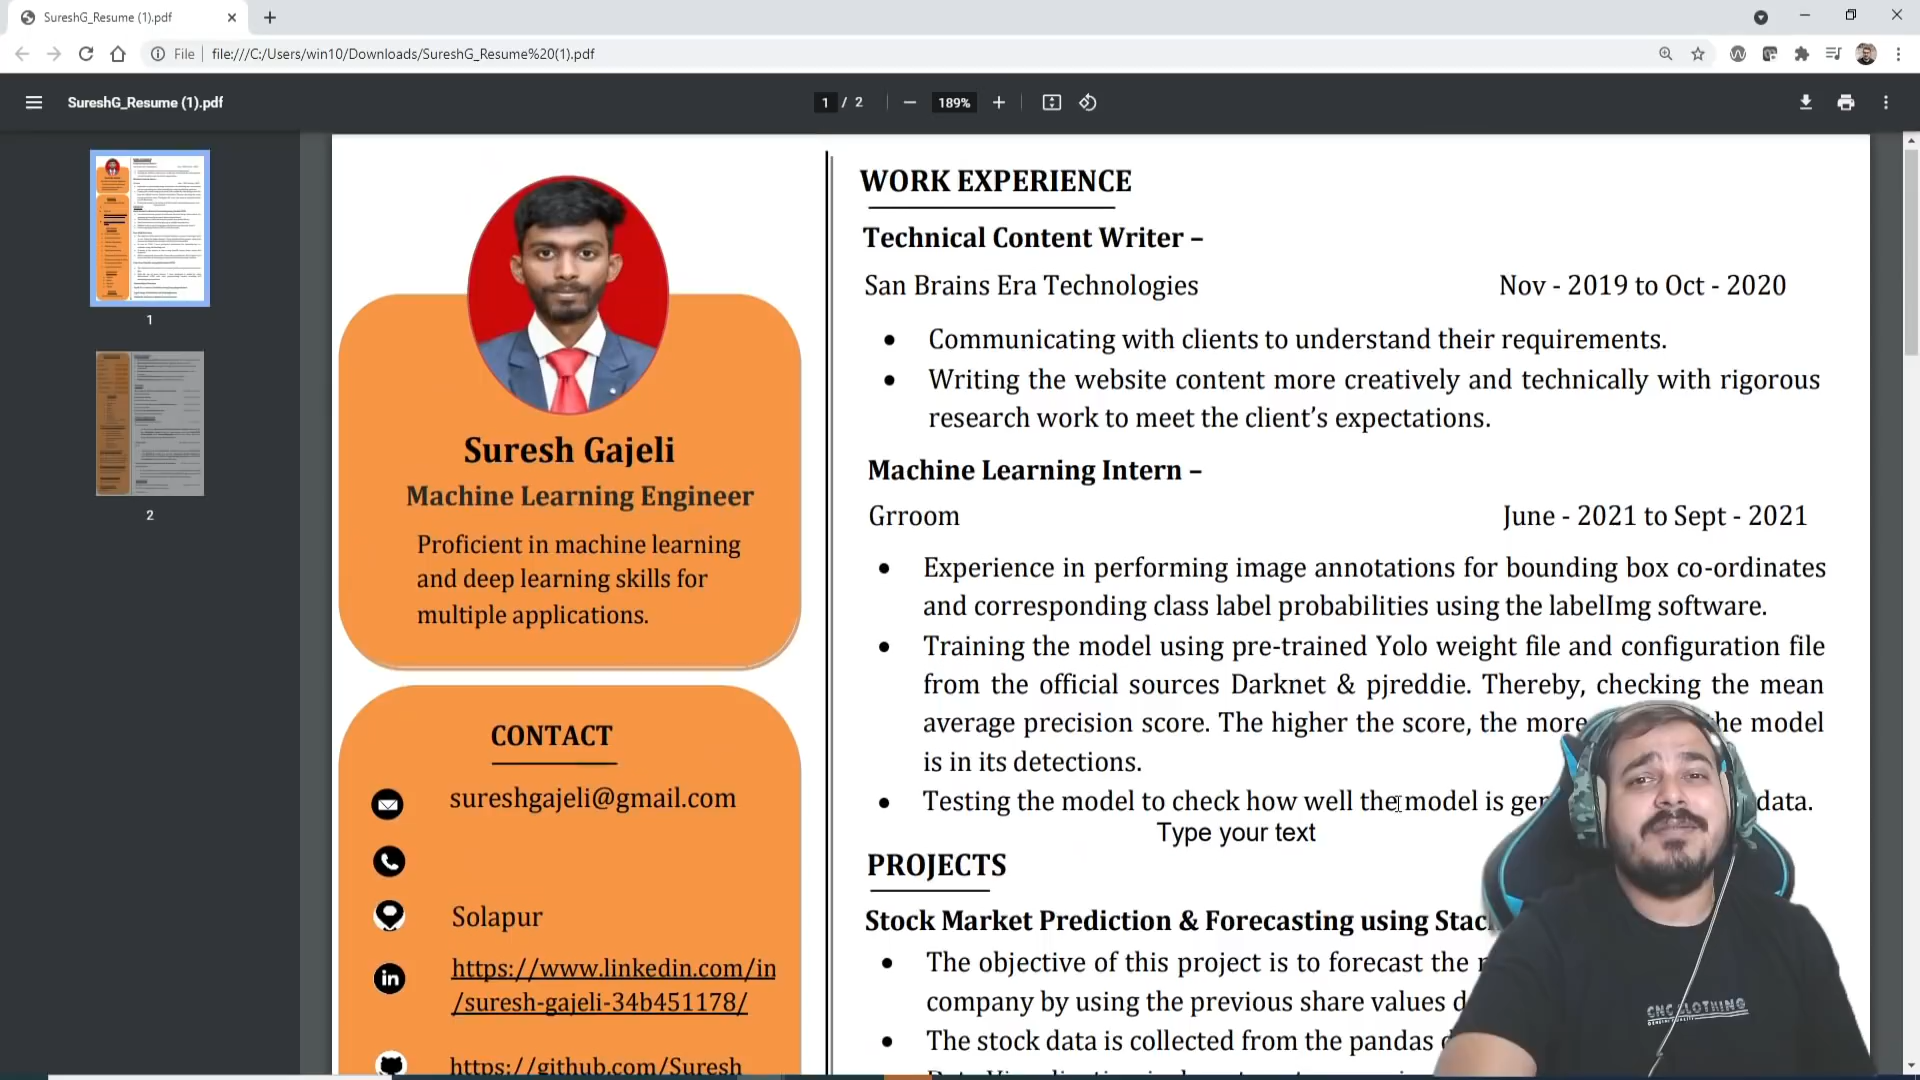 SureshG_Resume (1).pdf
File
file:///C:/Users/win10/Downloads/SureshG_Resume%20(1).pdf
SureshG_Resume (1).pdf
1 / 2
189%
1
2
Suresh Gajeli
Machine Learning Engineer
Proficient in machine learning
and deep learning skills for
multiple applications.
CONTACT
sureshgajeli@gmail.com
Solapur
in
https://www.linkedin.com/in
/suresh-gajeli-34b451178/
https://github.com/Suresh
WORK EXPERIENCE
Technical Content Writer –
San Brains Era Technologies Nov - 2019 to Oct - 2020
• Communicating with clients to understand their requirements.
• Writing the website content more creatively and technically with rigorous
research work to meet the client’s expectations.
Machine Learning Intern –
Grroom June - 2021 to Sept - 2021
• Experience in performing image annotations for bounding box co-ordinates
and corresponding class label probabilities using the labelImg software.
• Training the model using pre-trained Yolo weight file and configuration file
from the official sources Darknet & pjreddie. Thereby, checking the mean
average precision score. The higher the score, the more the model
is in its detections.
• Testing the model to check how well the model is data.
Type your text
PROJECTS
Stock Market Prediction & Forecasting using
• The objective of this project is to forecast the
company by using the previous share values
• The stock data is collected from the pandas
CNC CLOTHING